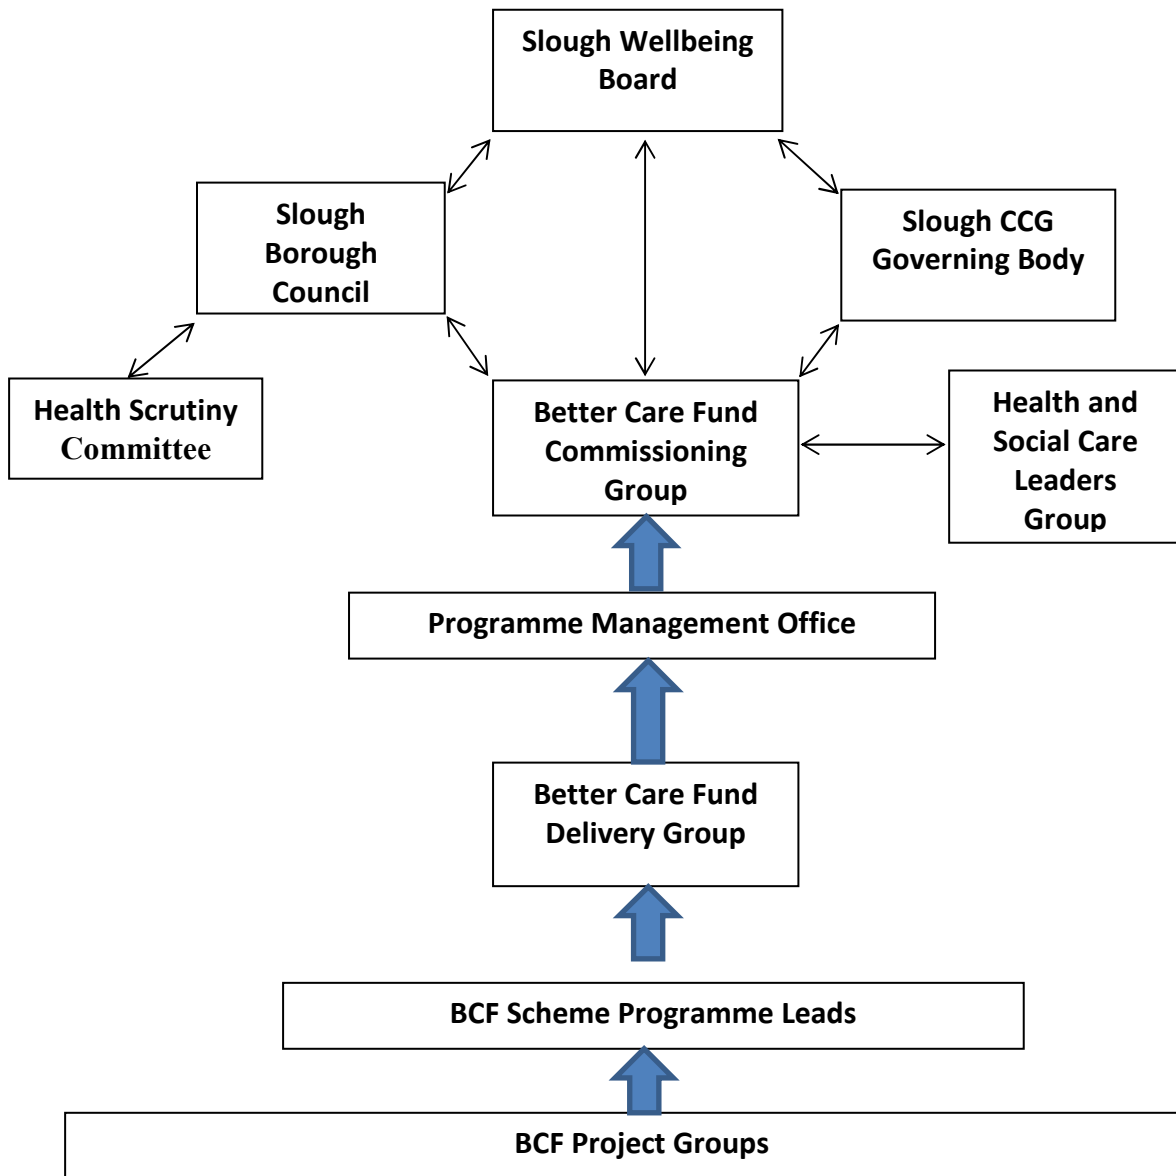 Slough Wellbeing
Board
Slough
Borough
Council
Slough CCG
Governing Body
Health Scrutiny
Committee
Better Care Fund
Commissioning
Group
Health and
Social Care
Leaders
Group
Programme Management Office
Better Care Fund
Delivery Group
BCF Scheme Programme Leads
BCF Project Groups